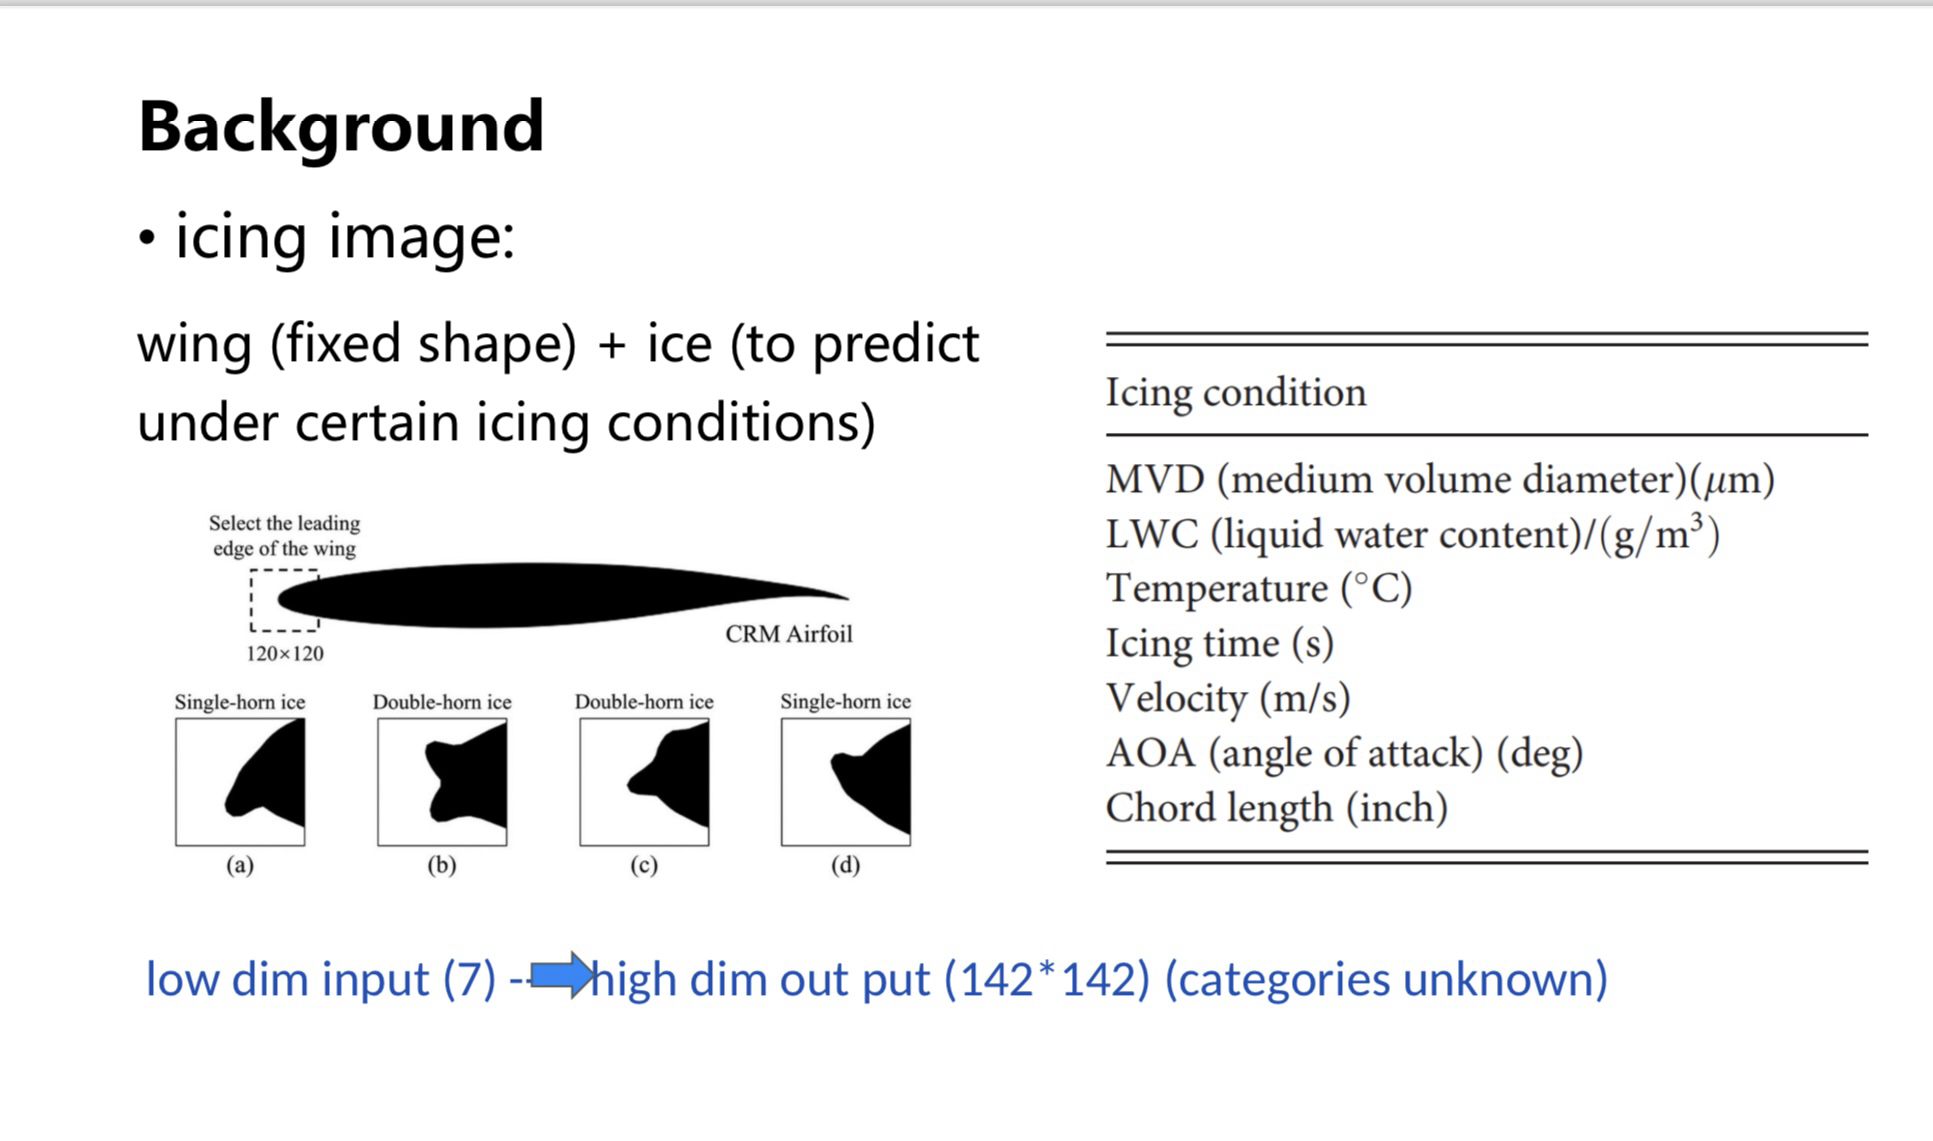 Background
• icing image:
wing (fixed shape) + ice (to predict
under certain icing conditions)
Select the leading
edge of the wing
120×120
CRM Airfoil
Single-horn ice
Double-horn ice
Double-horn ice
Single-horn ice
(a)
(b)
(c)
(d)
Icing condition
MVD (medium volume diameter)(μm)
LWC (liquid water content)/(g/m³)
Temperature (°C)
Icing time (s)
Velocity (m/s)
AOA (angle of attack) (deg)
Chord length (inch)
low dim input (7) -- high dim out put (142*142) (categories unknown)